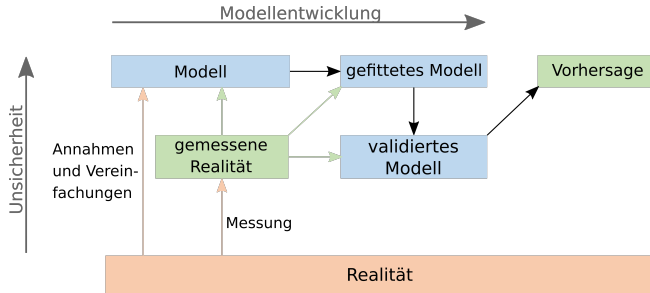 Modellentwicklung
Unsicherheit
Modell
gefittetes Modell
Vorhersage
Annahmen
und Verein-
fachungen
gemessene
Realität
validiertes
Modell
Messung
Realität